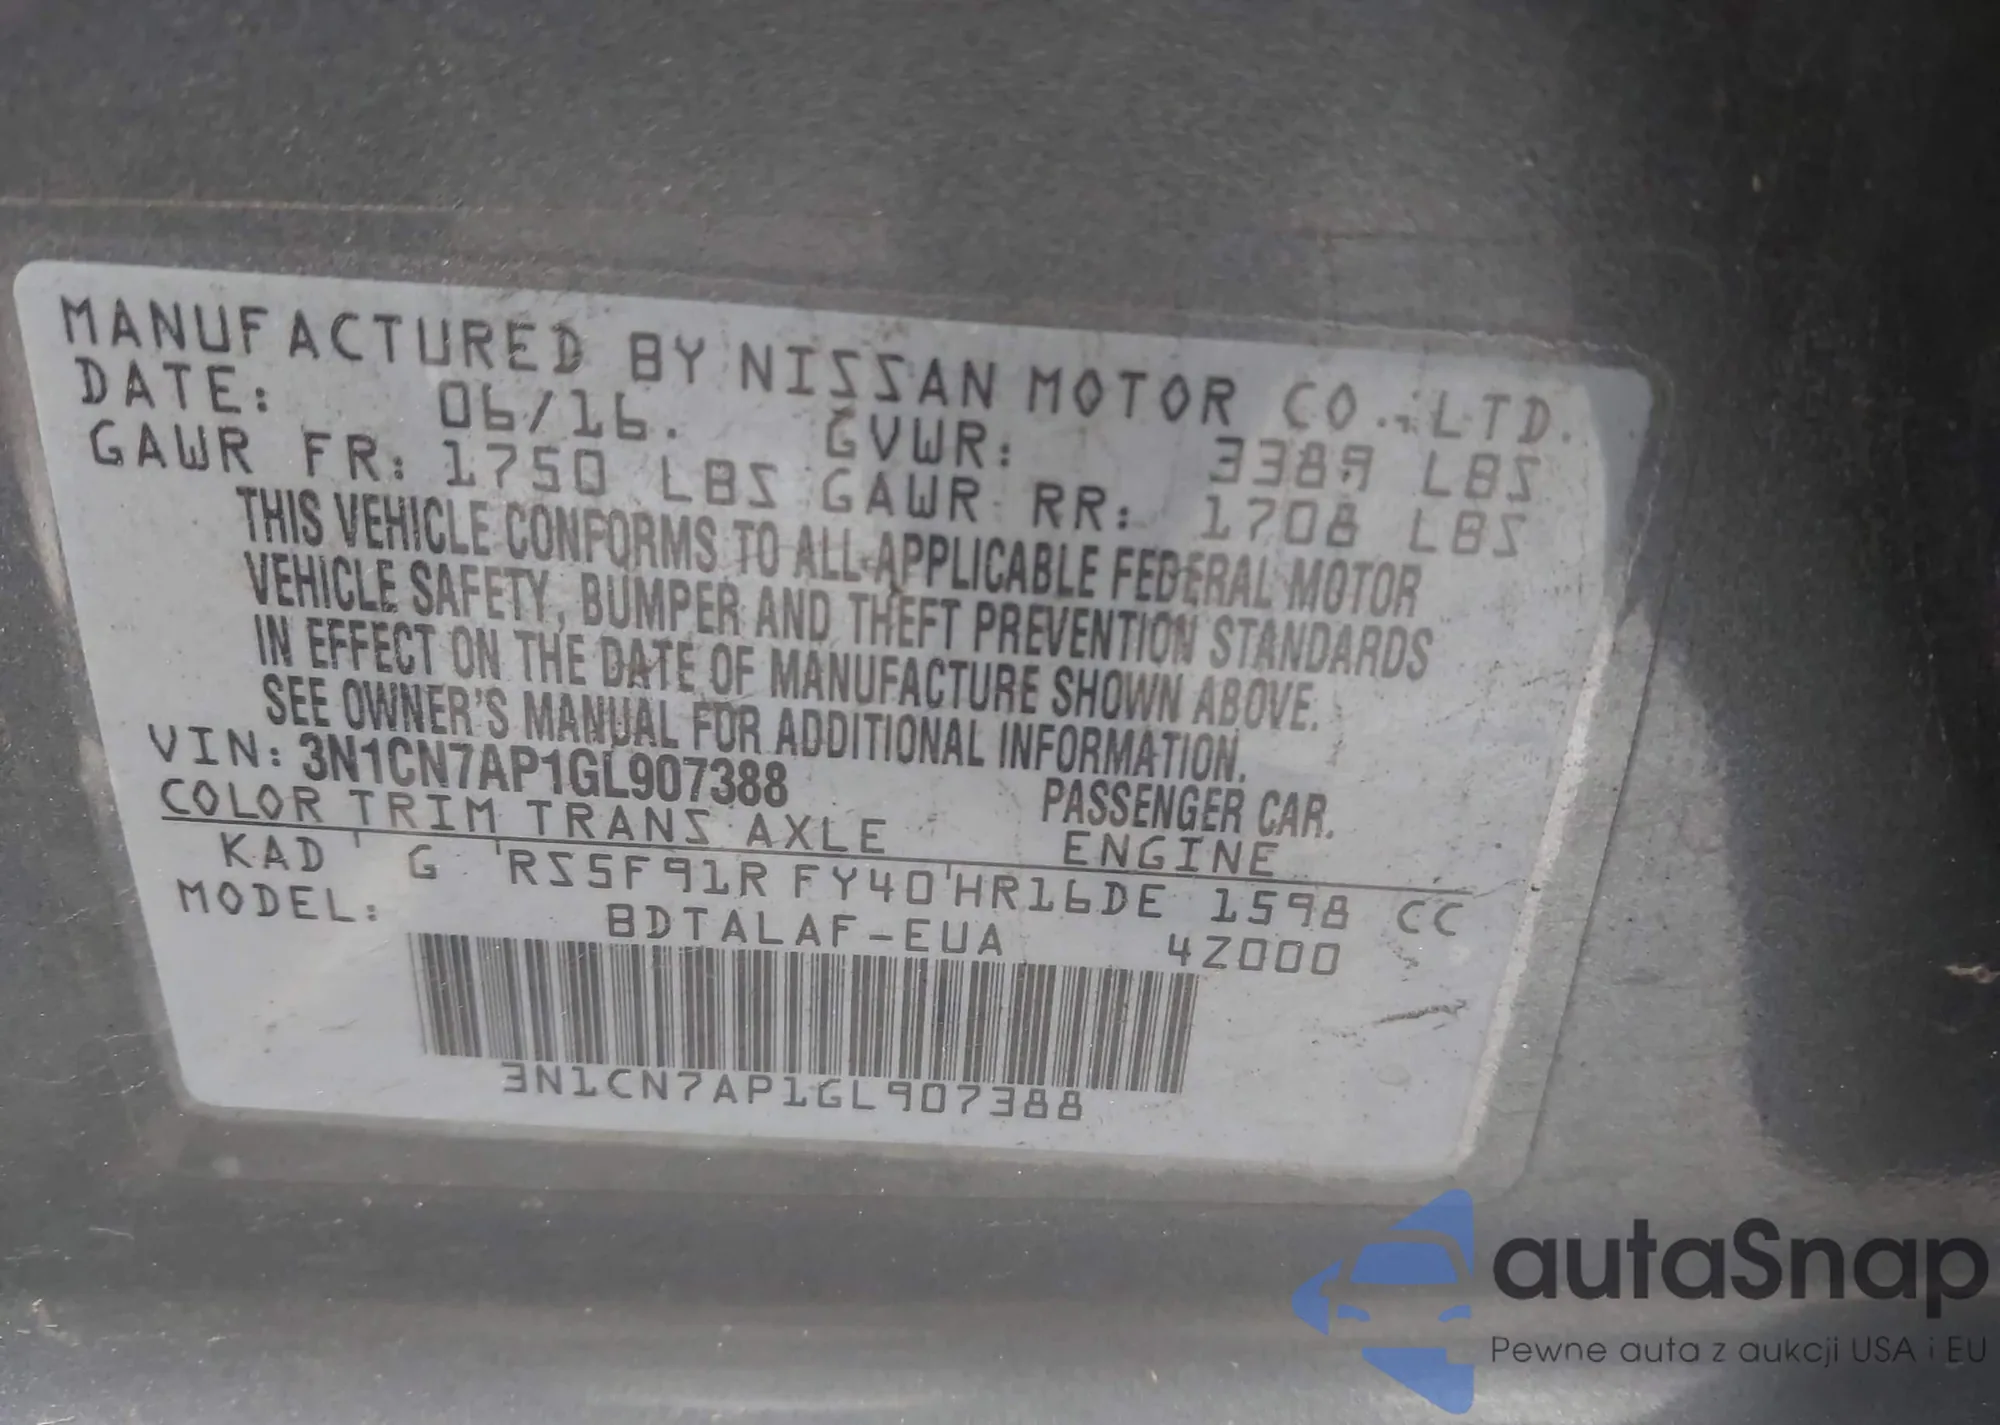 MANUFACTURED BY NISSAN MOTOR CO., LTD.
DATE: 06/16. GVWR: 3389 LBS
GAWR FR: 1750 LBS GAWR RR: 1708 LBS
THIS VEHICLE CONFORMS TO ALL APPLICABLE FEDERAL MOTOR
VEHICLE SAFETY, BUMPER AND THEFT PREVENTION STANDARDS
IN EFFECT ON THE DATE OF MANUFACTURE SHOWN ABOVE.
SEE OWNER'S MANUAL FOR ADDITIONAL INFORMATION.
VIN: 3N1CN7AP1GL907388 PASSENGER CAR.
COLOR TRIM TRANS AXLE ENGINE
KAD G RS5F91R FY40 HR16DE 1598 CC
MODEL: BDTALAF-EUA 4Z000
3N1CN7AP1GL907388
autaSnap
Pewne auta z aukcji USA i EU